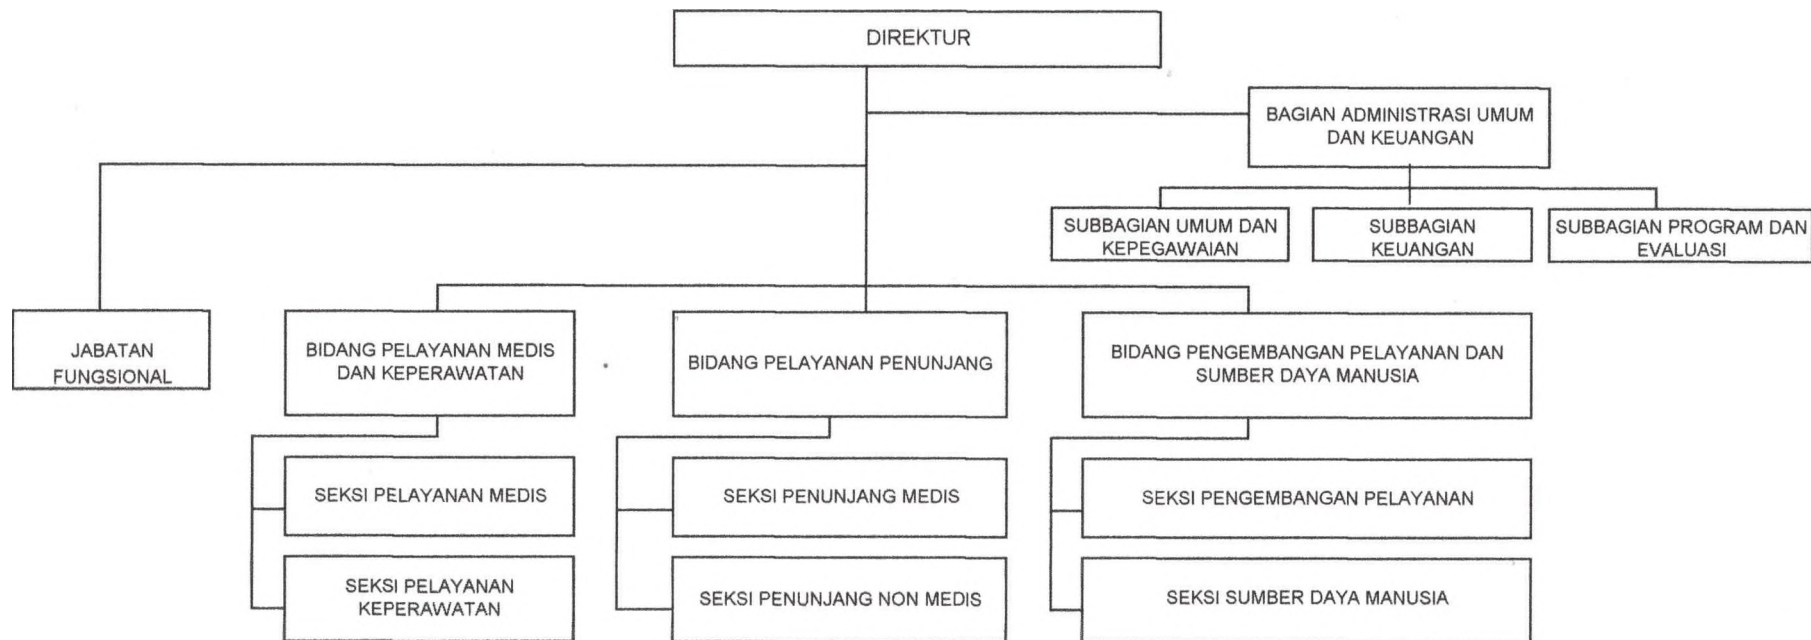 DIREKTUR
BAGIAN ADMINISTRASI UMUM
DAN KEUANGAN
SUBBAGIAN UMUM DAN
KEPEGAWAIAN
SUBBAGIAN
KEUANGAN
SUBBAGIAN PROGRAM DAN
EVALUASI
JABATAN
FUNGSIONAL
BIDANG PELAYANAN MEDIS
DAN KEPERAWATAN
BIDANG PELAYANAN PENUNJANG
BIDANG PENGEMBANGAN PELAYANAN DAN
SUMBER DAYA MANUSIA
SEKSI PELAYANAN MEDIS
SEKSI PENUNJANG MEDIS
SEKSI PENGEMBANGAN PELAYANAN
SEKSI PELAYANAN
KEPERAWATAN
SEKSI PENUNJANG NON MEDIS
SEKSI SUMBER DAYA MANUSIA